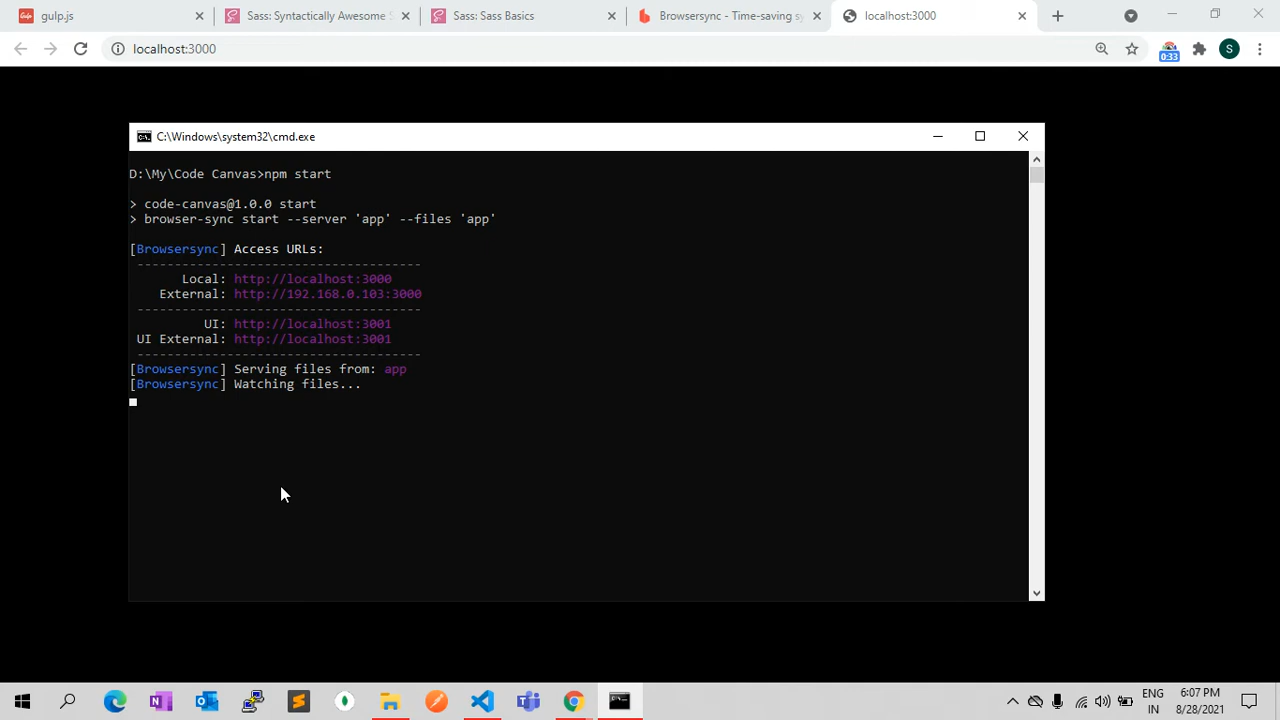 gulp.js
Sass: Syntactically Awesome S
Sass: Sass Basics
Browsersync - Time-saving sy
localhost:3000
localhost:3000
0:33
S
C:\Windows\system32\cmd.exe
D:\My\Code Canvas>npm start
> code-canvas@1.0.0 start
> browser-sync start --server 'app' --files 'app'
[Browsersync] Access URLs:
--------------------------------------
Local: http://localhost:3000
External: http://192.168.0.103:3000
--------------------------------------
UI: http://localhost:3001
UI External: http://localhost:3001
--------------------------------------
[Browsersync] Serving files from: app
[Browsersync] Watching files...
ENG
IN
6:07 PM
8/28/2021